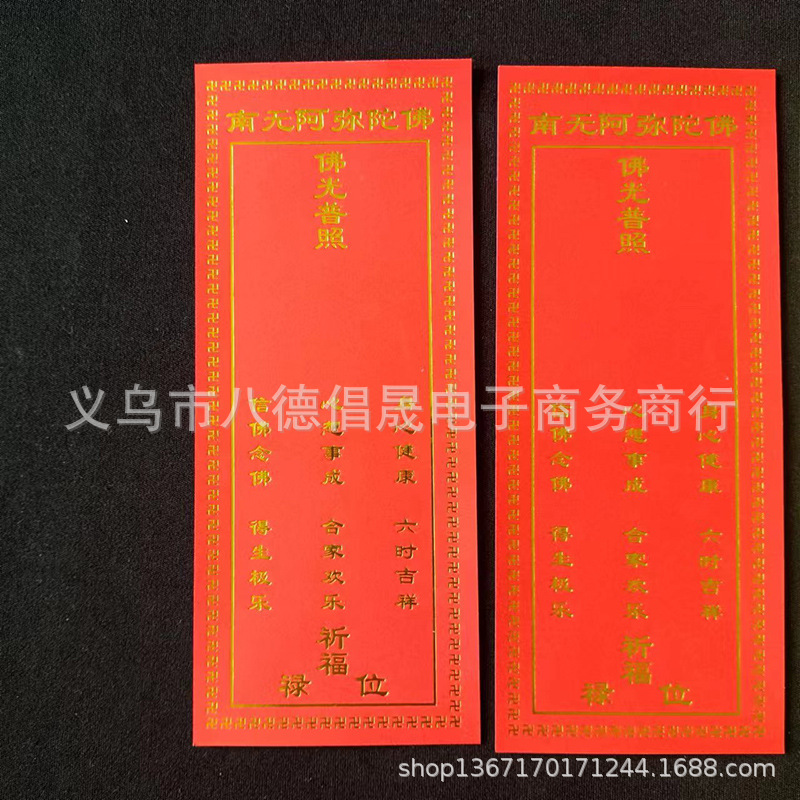 南无阿弥陀佛
佛光普照
身心健康 六时吉祥
心想事成 合家欢乐
信佛念佛 得生极乐
祈福
禄位
南无阿弥陀佛
佛光普照
身心健康 六时吉祥
心想事成 合家欢乐
信佛念佛 得生极乐
祈福
禄位
义乌市八德倡晟电子商务商行
shop1367170171244.1688.com